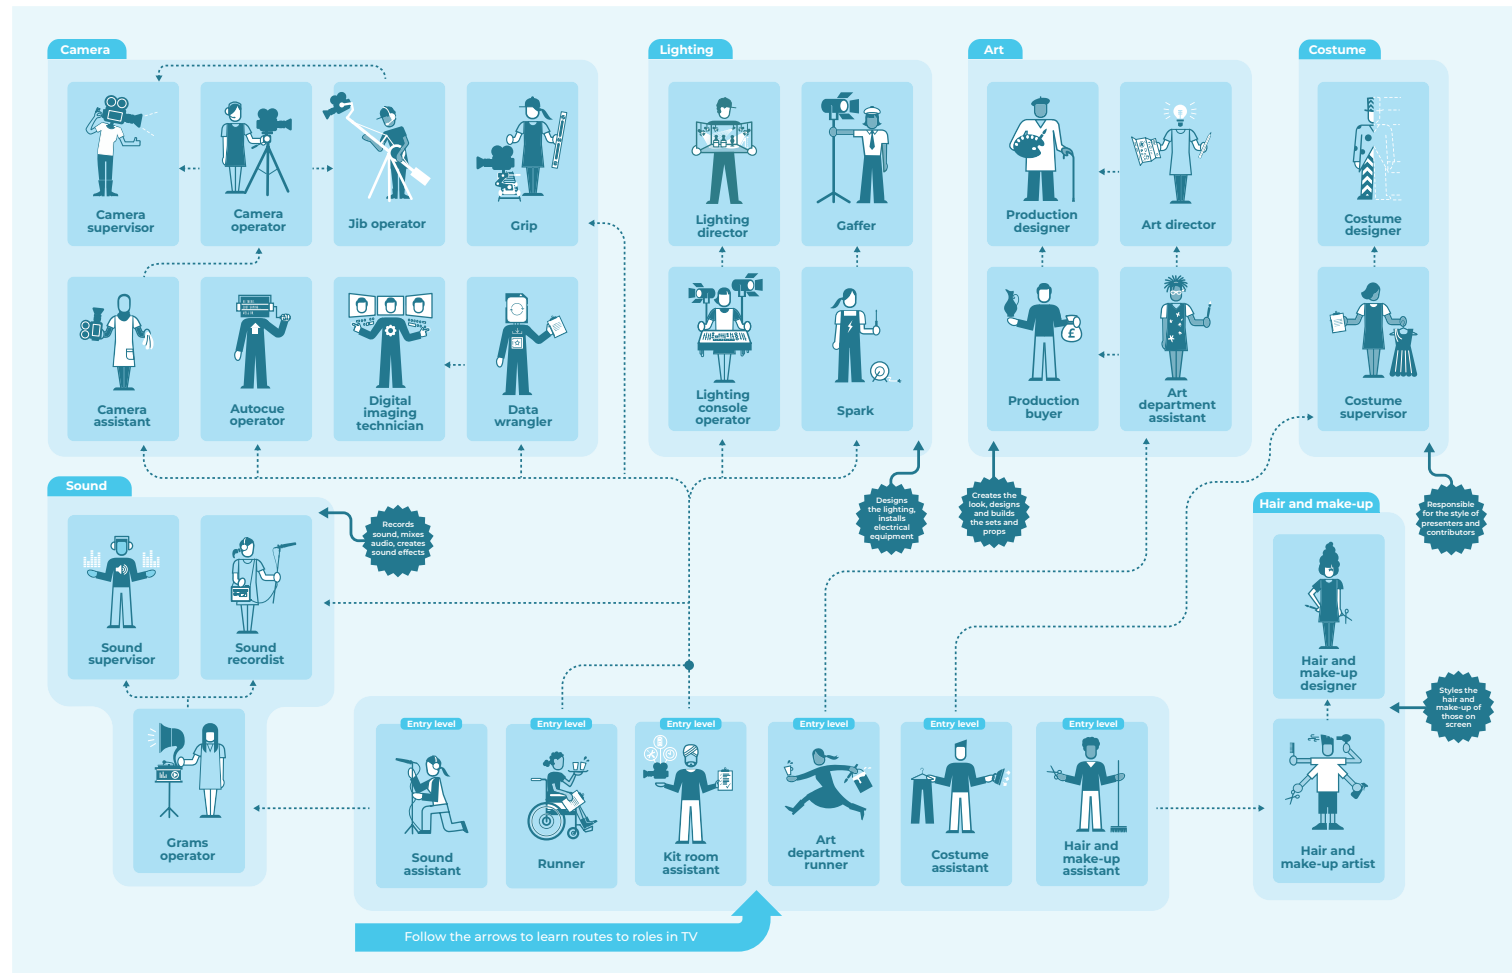 Camera
Camera
supervisor
Camera
operator
Jib operator
Grip
Camera
assistant
Autocue
operator
Digital
imaging
technician
Data
wrangler
Lighting
Lighting
director
Gaffer
Lighting
console
operator
Spark
Designs
the lighting,
installs
electrical
equipment
Art
Production
designer
Art director
Production
buyer
£
Art
department
assistant
Creates the
look, designs
and builds
the sets and
props
Costume
Costume
designer
Costume
supervisor
Responsible
for the style of
presenters and
contributors
Sound
Sound
supervisor
Sound
recordist
Records
sound, mixes
audio, creates
sound effects
Grams
operator
Hair and make-up
Hair and
make-up
designer
Hair and
make-up artist
Styles the
hair and
make-up of
those on
screen
Entry level
Sound
assistant
Entry level
Runner
Entry level
Kit room
assistant
Entry level
Art
department
runner
Entry level
Costume
assistant
Entry level
Hair and
make-up
assistant
Follow the arrows to learn routes to roles in TV